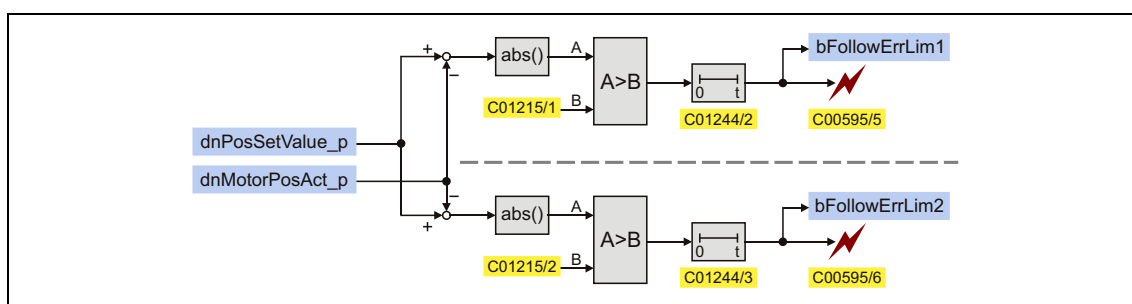 bFollowErrLim1
+
−
abs()
A
A>B
0 t
C01215/1
B
C01244/2
C00595/5
dnPosSetValue_p
dnMotorPosAct_p
bFollowErrLim2
−
+
abs()
A
A>B
0 t
C01215/2
B
C01244/3
C00595/6